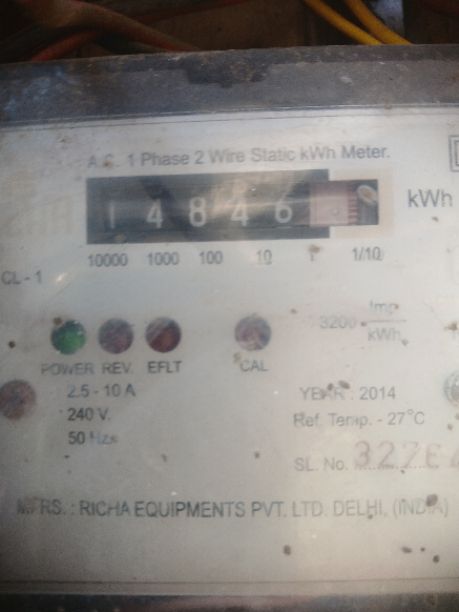 A.C. 1 Phase 2 Wire Static kWh Meter.
1 4 8 4 6
kWh
10000 1000 100 10 1 1/10
CL - 1
3200 Imp/kWh
POWER REV. EFLT CAL
2.5 - 10 A
240 V.
50 Hzs
YEAR : 2014
Ref. Temp. - 27°C
SL. No.
MFRS. : RICHA EQUIPMENTS PVT. LTD. DELHI, (INDIA)